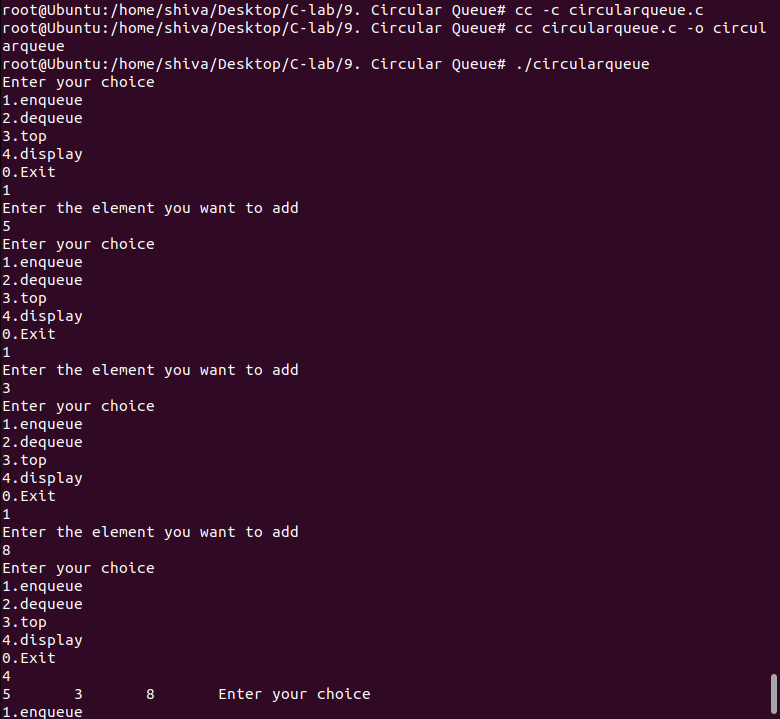 root@Ubuntu:/home/shiva/Desktop/C-lab/9. Circular Queue# cc -c circularqueue.c
root@Ubuntu:/home/shiva/Desktop/C-lab/9. Circular Queue# cc circularqueue.c -o circul
arqueue
root@Ubuntu:/home/shiva/Desktop/C-lab/9. Circular Queue# ./circularqueue
Enter your choice
1.enqueue
2.dequeue
3.top
4.display
0.Exit
1
Enter the element you want to add
5
Enter your choice
1.enqueue
2.dequeue
3.top
4.display
0.Exit
1
Enter the element you want to add
3
Enter your choice
1.enqueue
2.dequeue
3.top
4.display
0.Exit
1
Enter the element you want to add
8
Enter your choice
1.enqueue
2.dequeue
3.top
4.display
0.Exit
4
5       3       8       Enter your choice
1.enqueue